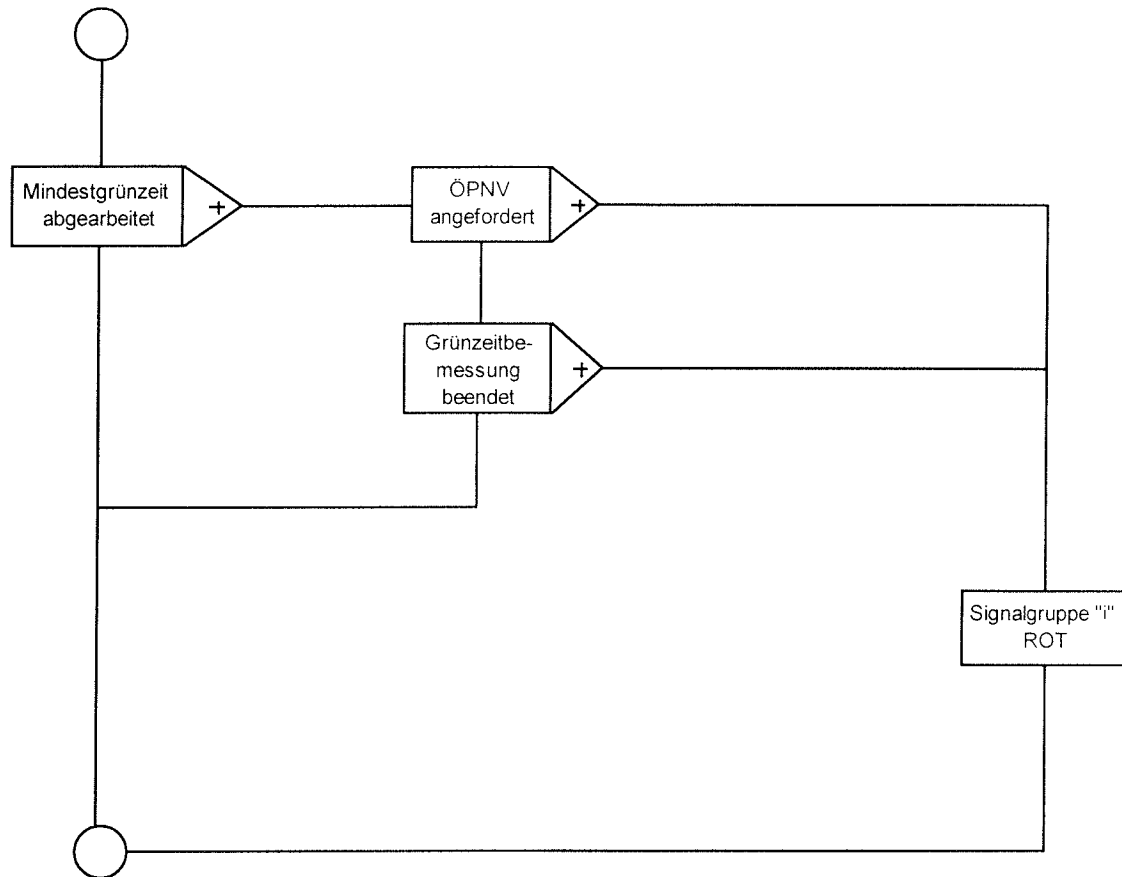 Mindestgrünzeit
abgearbeitet
+
ÖPNV
angefordert
+
Grünzeitbe-
messung
beendet
+
Signalgruppe "i"
ROT